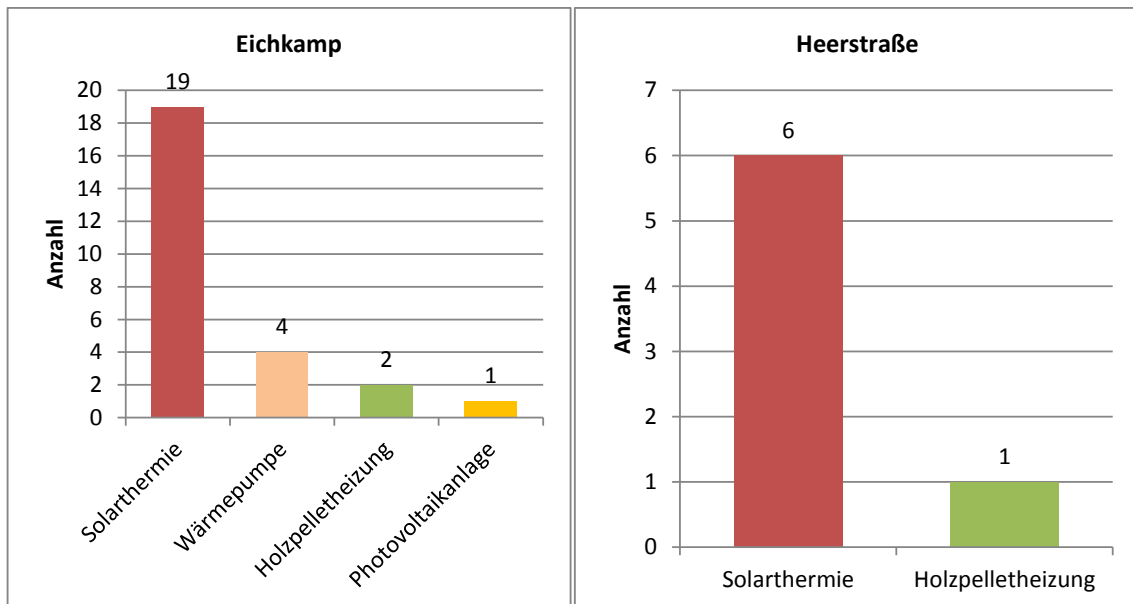 Eichkamp
19
20
18
16
14
12
10
8
6
4
2
0
4
2
1
Anzahl
Solarthermie
Wärmepumpe
Holzpelletheizung
Photovoltaikanlage
Heerstraße
7
6
5
4
3
2
1
0
6
1
Anzahl
Solarthermie
Holzpelletheizung